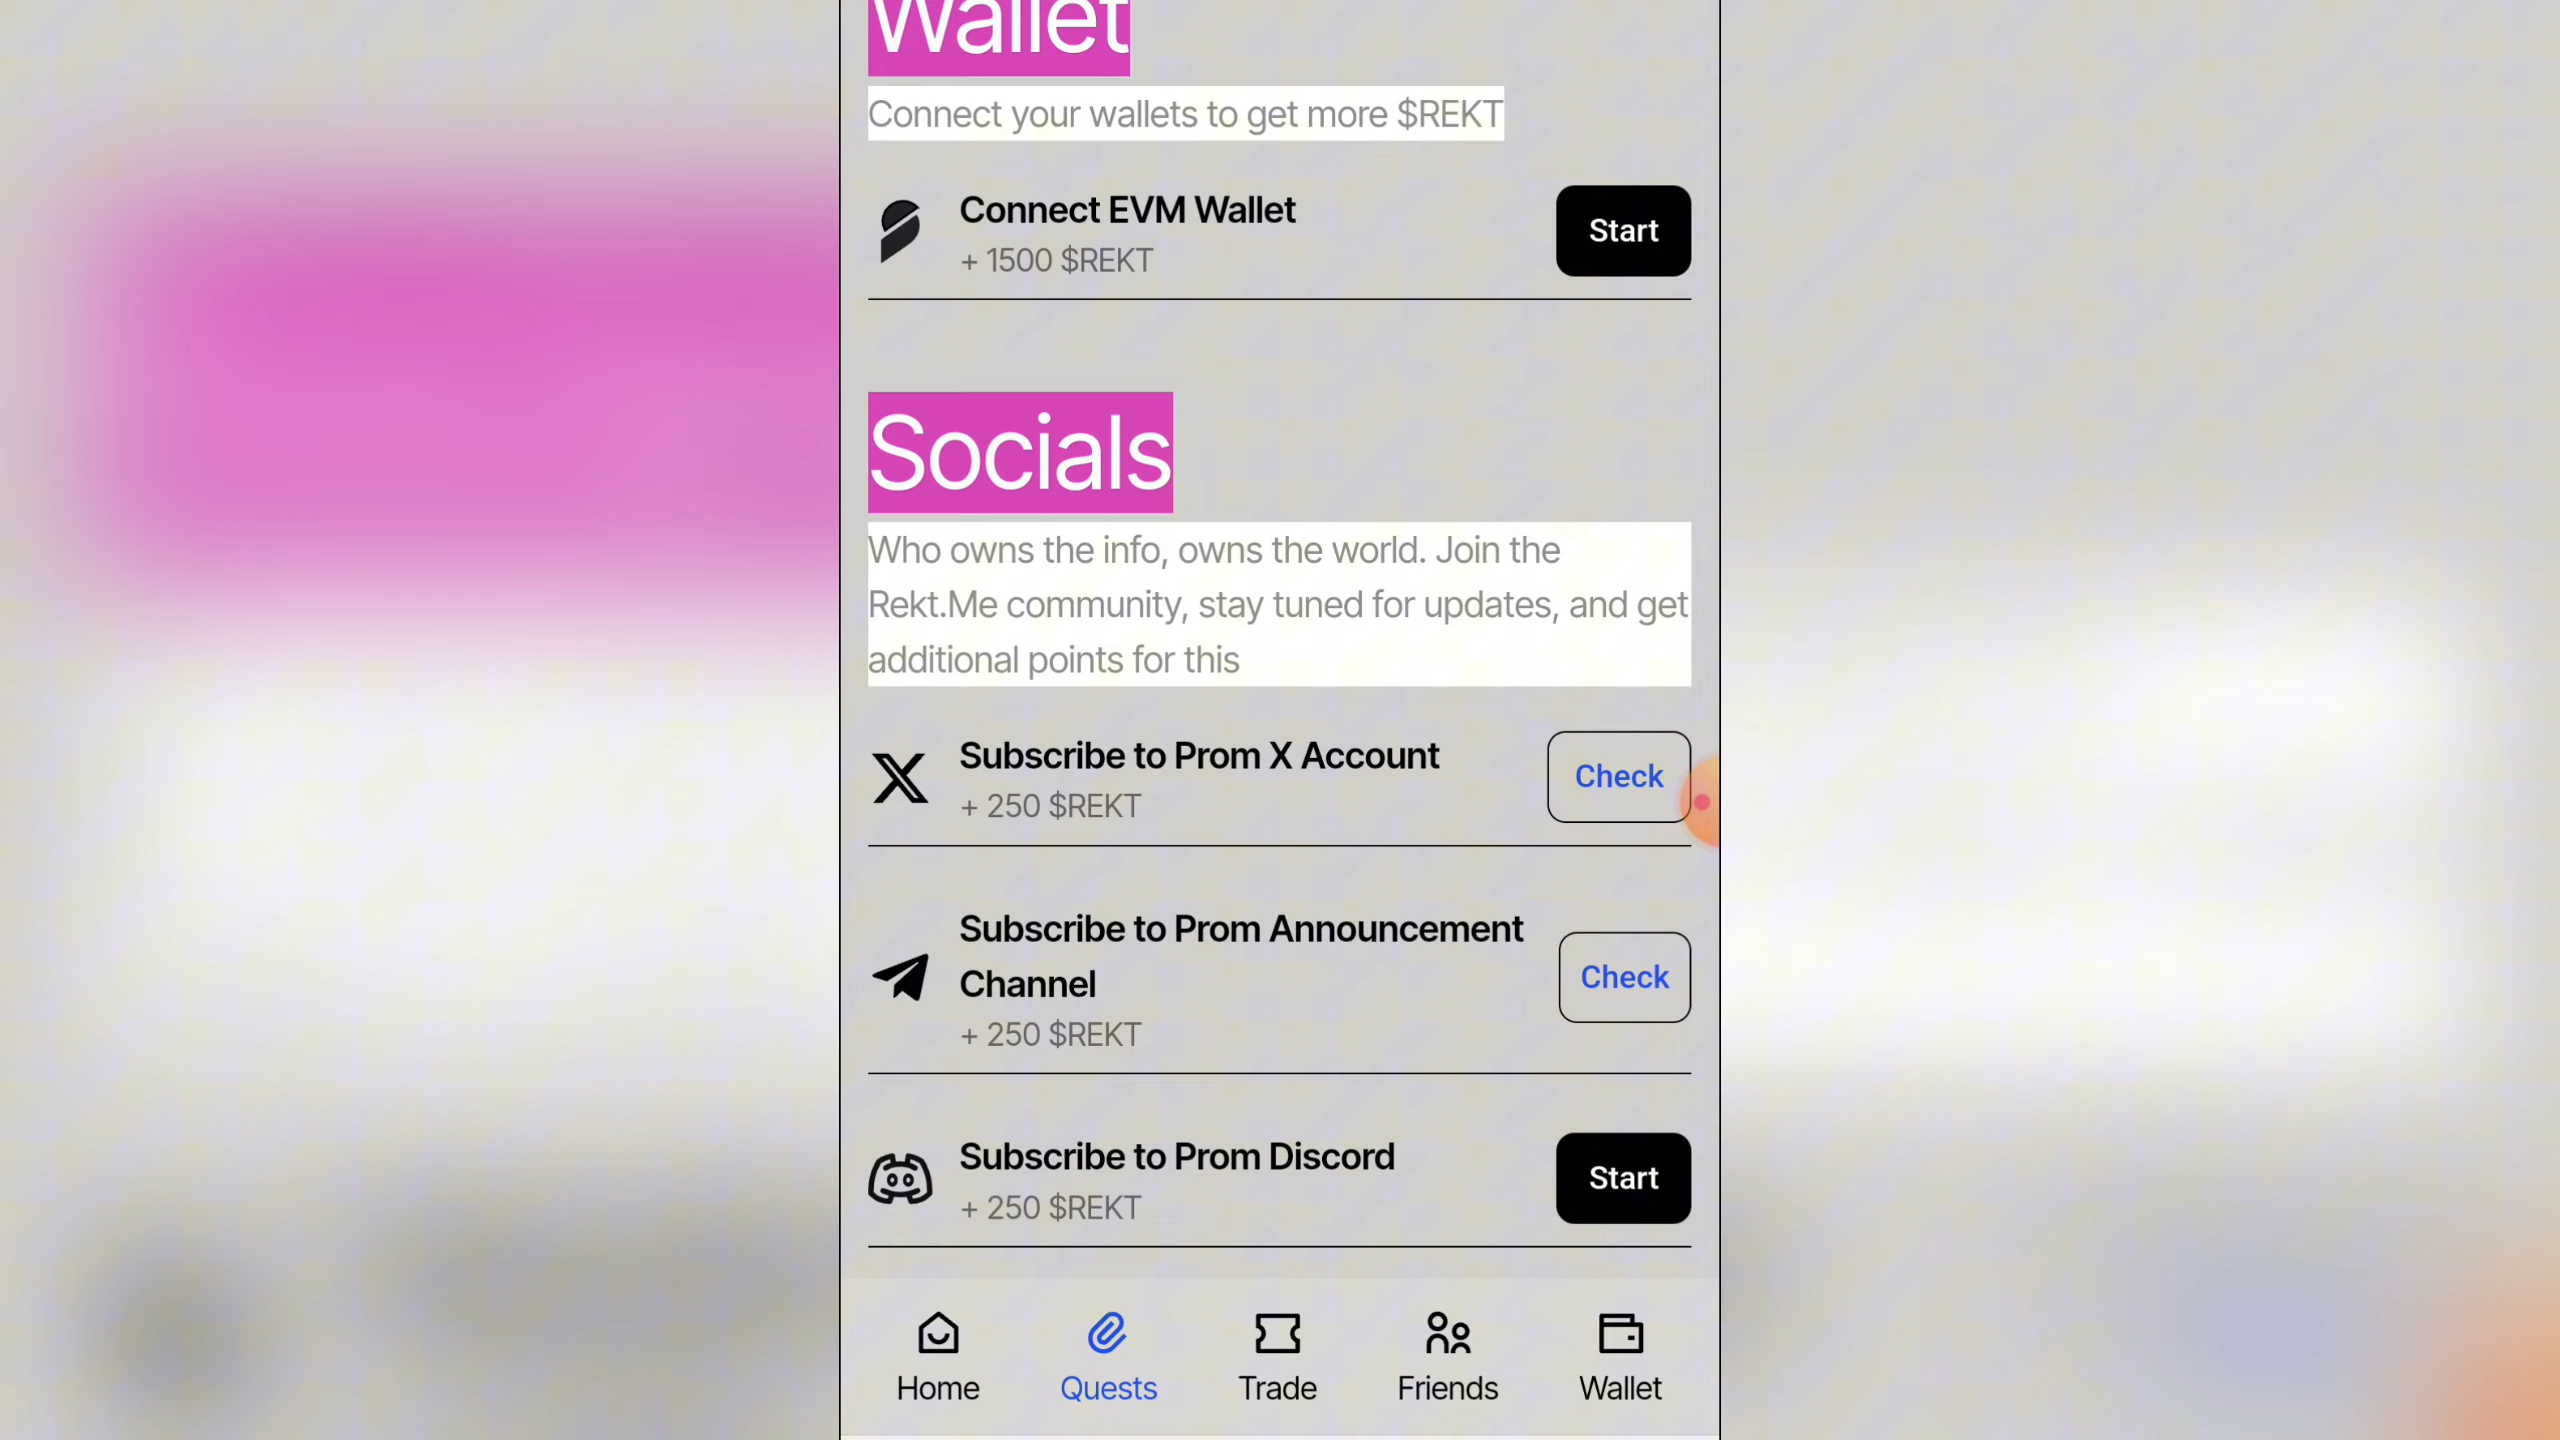 Wallet
Connect your wallets to get more $REKT
Connect EVM Wallet
+ 1500 $REKT
Start
Socials
Who owns the info, owns the world. Join the
Rekt.Me community, stay tuned for updates, and get
additional points for this
Subscribe to Prom X Account
+ 250 $REKT
Check
Subscribe to Prom Announcement
Channel
+ 250 $REKT
Check
Subscribe to Prom Discord
+ 250 $REKT
Start
Home
Quests
Trade
Friends
Wallet